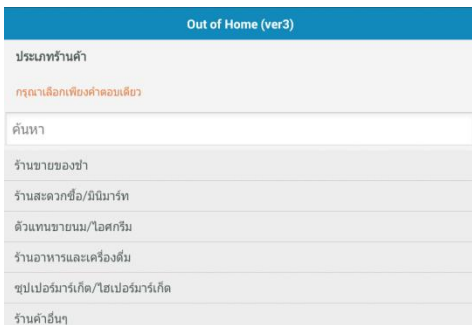 Out of Home (ver3)
ประเภทร้านค้า
กรุณาเลือกเพียงคำตอบเดียว
ค้นหา
ร้านขายของชำ
ร้านสะดวกซื้อ/มินิมาร์ท
ตัวแทนขายนม/ไอศกรีม
ร้านอาหารและเครื่องดื่ม
ซุปเปอร์มาร์เก็ต/ไฮเปอร์มาร์เก็ต
ร้านค้าอื่นๆ